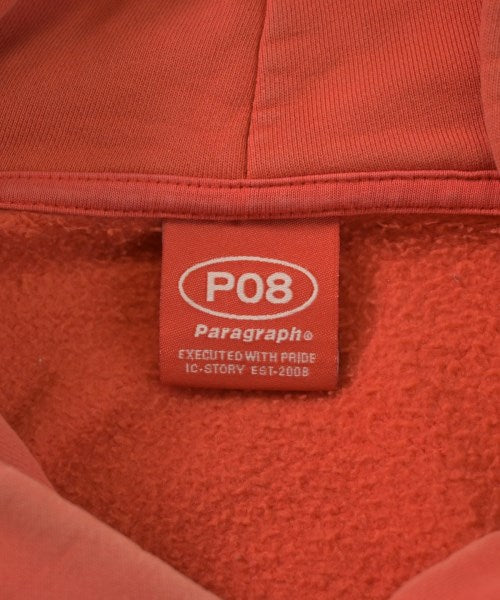 P08
Paragraph®
EXECUTED WITH PRIDE
IC-STORY EST-2008